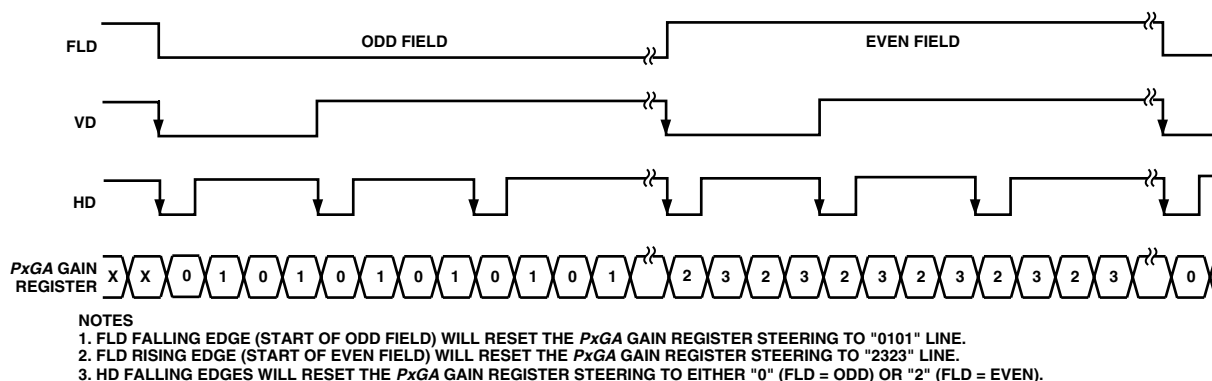 FLD
ODD FIELD
EVEN FIELD
VD
HD
PxGA GAIN
REGISTER
X X 0 1 0 1 0 1 0 1 0 1 2 3 2 3 2 3 2 3 2 3 0
NOTES
1. FLD FALLING EDGE (START OF ODD FIELD) WILL RESET THE PxGA GAIN REGISTER STEERING TO "0101" LINE.
2. FLD RISING EDGE (START OF EVEN FIELD) WILL RESET THE PxGA GAIN REGISTER STEERING TO "2323" LINE.
3. HD FALLING EDGES WILL RESET THE PxGA GAIN REGISTER STEERING TO EITHER "0" (FLD = ODD) OR "2" (FLD = EVEN).